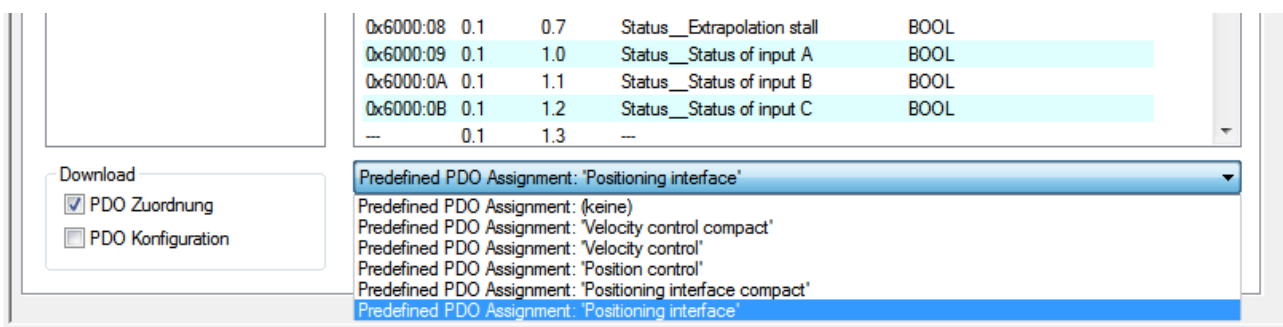 0x6000:08 0.1 0.7 Status__Extrapolation stall BOOL
0x6000:09 0.1 1.0 Status__Status of input A BOOL
0x6000:0A 0.1 1.1 Status__Status of input B BOOL
0x6000:0B 0.1 1.2 Status__Status of input C BOOL
--- 0.1 1.3 ---
Download
PDO Zuordnung
PDO Konfiguration
Predefined PDO Assignment: 'Positioning interface'
Predefined PDO Assignment: (keine)
Predefined PDO Assignment: 'Velocity control compact'
Predefined PDO Assignment: 'Velocity control'
Predefined PDO Assignment: 'Position control'
Predefined PDO Assignment: 'Positioning interface compact'
Predefined PDO Assignment: 'Positioning interface'